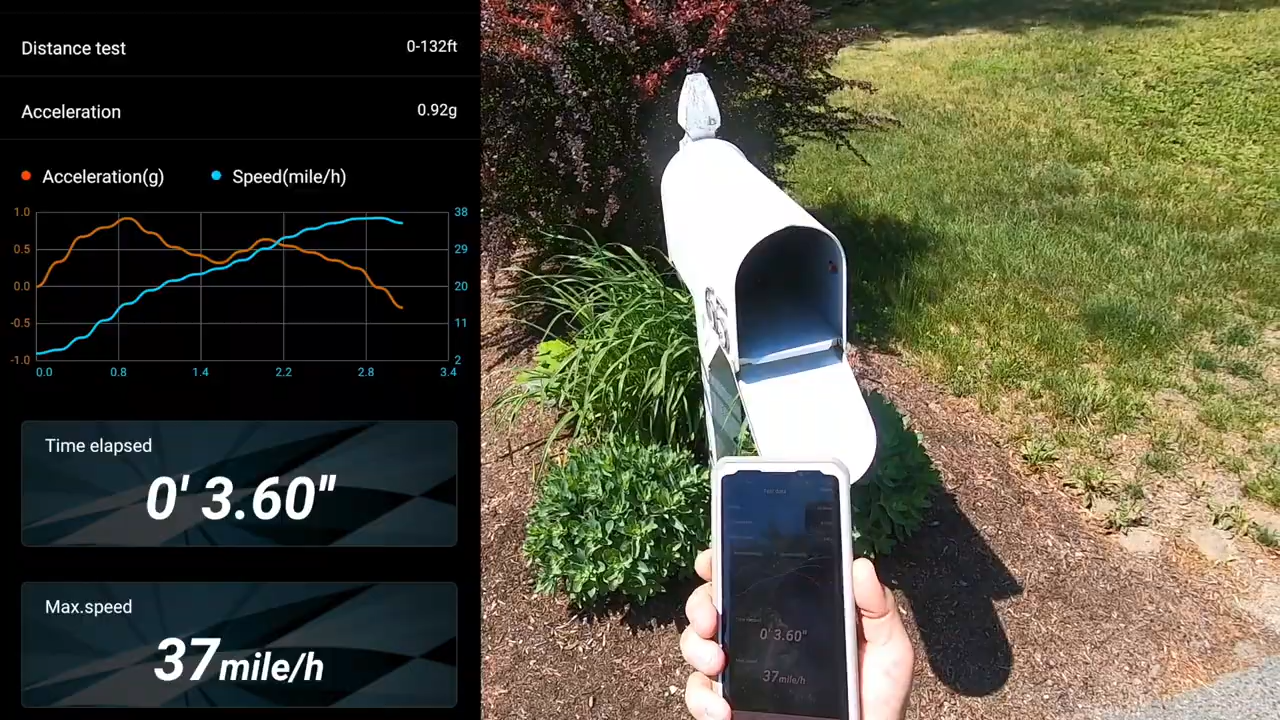 Distance test 0-132ft
Acceleration 0.92g
Acceleration(g) Speed(mile/h)
1.0 38
0.5 29
0.0 20
-0.5 11
-1.0 2
0.0 0.8 1.4 2.2 2.8 3.4
Time elapsed
0' 3.60"
Max.speed
37mile/h
Test data
0' 3.60"
37mile/h